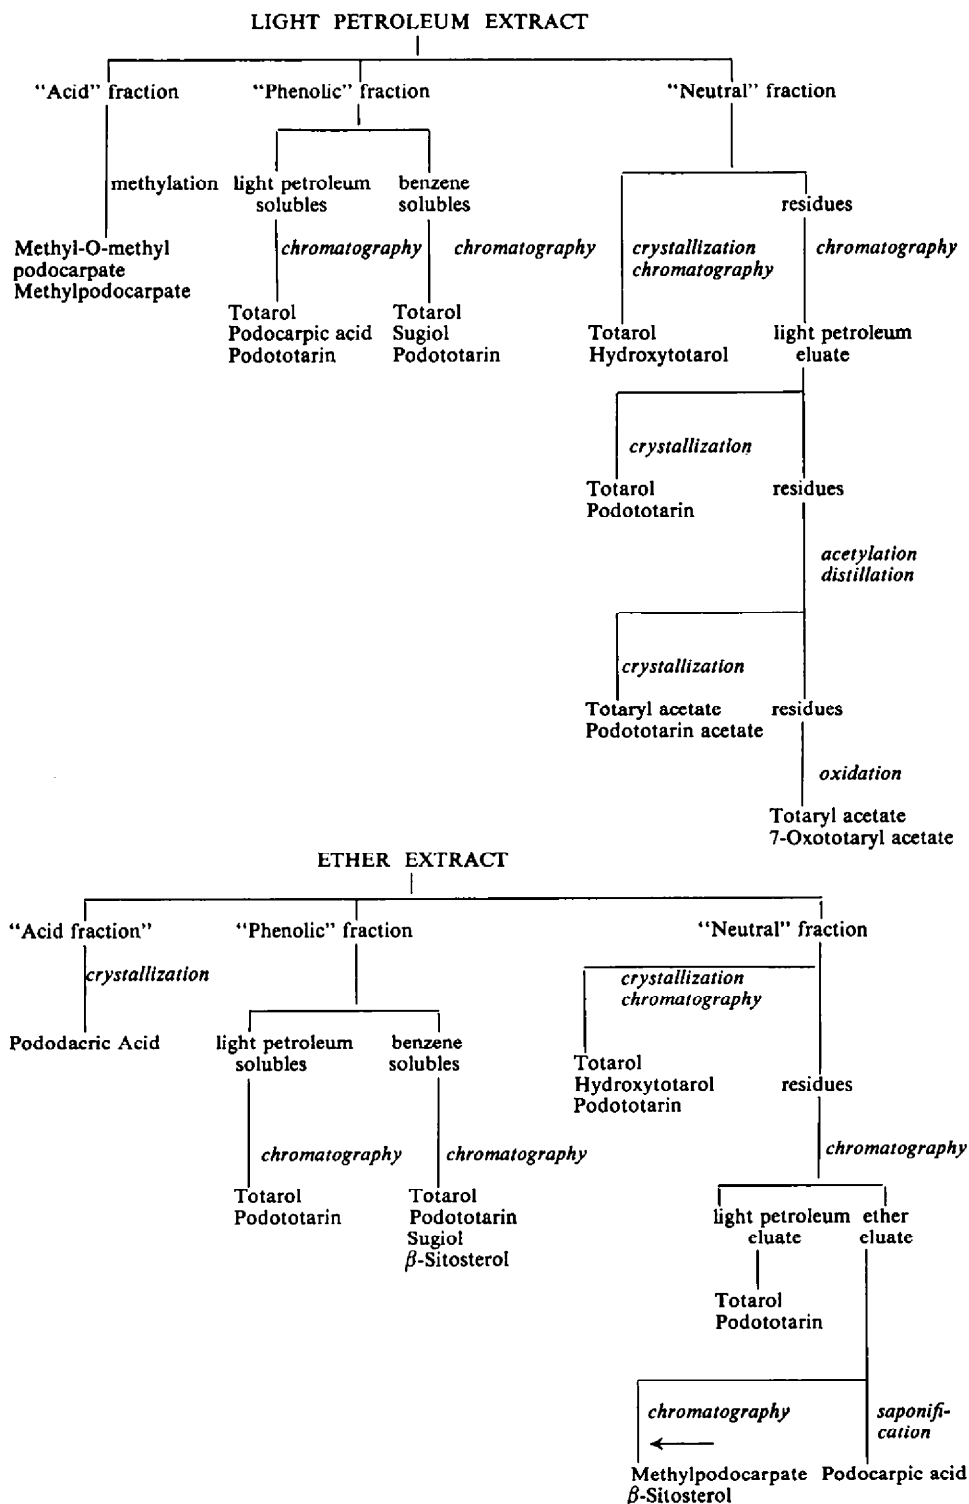 LIGHT PETROLEUM EXTRACT
"Acid" fraction
"Phenolic" fraction
"Neutral" fraction
methylation
light petroleum
solubles
benzene
solubles
residues
Methyl-O-methyl
podocarpate
Methylpodocarpate
chromatography
chromatography
crystallization
chromatography
chromatography
Totarol
Podocarpic acid
Podototarin
Totarol
Sugiol
Podototarin
Totarol
Hydroxytotarol
light petroleum
eluate
crystallization
Totarol
Podototarin
residues
acetylation
distillation
crystallization
Totaryl acetate
Podototarin acetate
residues
oxidation
Totaryl acetate
7-Oxototaryl acetate
ETHER EXTRACT
"Acid fraction"
"Phenolic" fraction
"Neutral" fraction
crystallization
crystallization
chromatography
Pododacric Acid
light petroleum
solubles
benzene
solubles
Totarol
Hydroxytotarol
Podototarin
residues
chromatography
chromatography
chromatography
Totarol
Podototarin
Totarol
Podototarin
Sugiol
β-Sitosterol
light petroleum
eluate
ether
eluate
Totarol
Podototarin
chromatography
saponifi-
cation
Methylpodocarpate
β-Sitosterol
Podocarpic acid